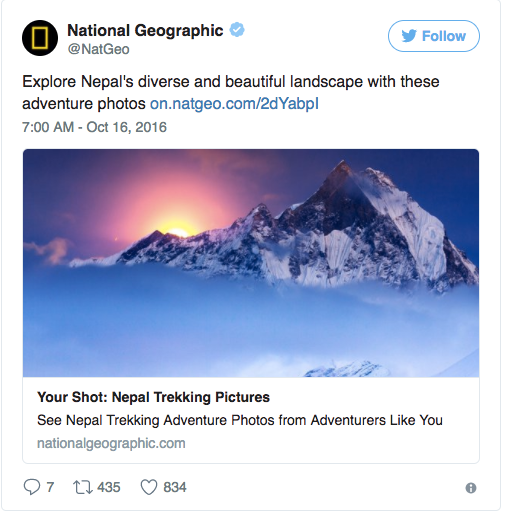 National Geographic
@NatGeo
Follow
Explore Nepal's diverse and beautiful landscape with these
adventure photos on.natgeo.com/2dYabpI
7:00 AM - Oct 16, 2016
Your Shot: Nepal Trekking Pictures
See Nepal Trekking Adventure Photos from Adventurers Like You
nationalgeographic.com
7 435 834